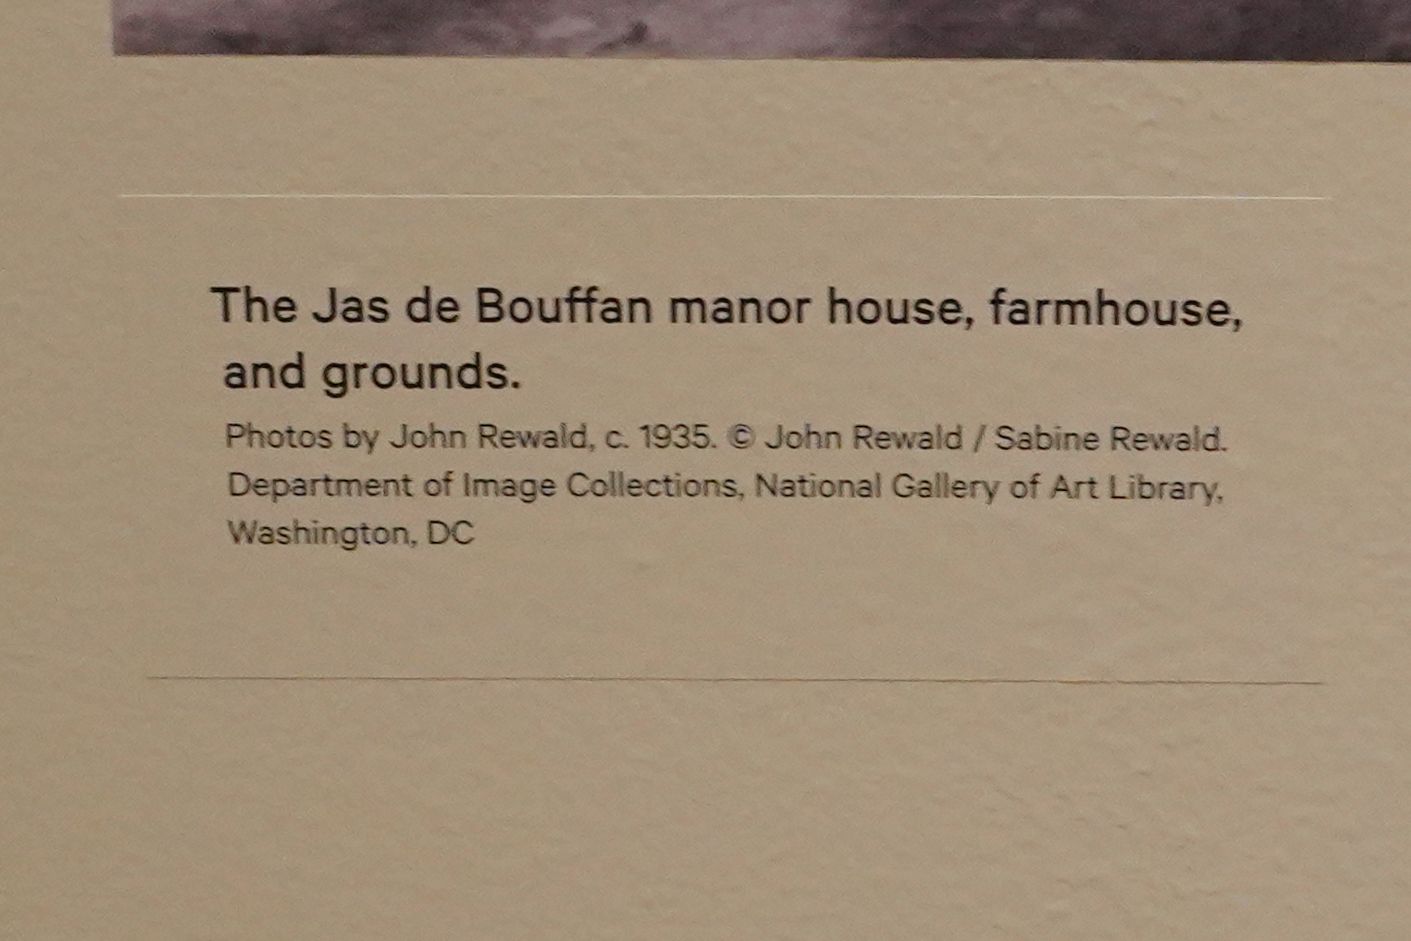 The Jas de Bouffan manor house, farmhouse,
and grounds.
Photos by John Rewald, c. 1935. © John Rewald / Sabine Rewald.
Department of Image Collections, National Gallery of Art Library,
Washington, DC